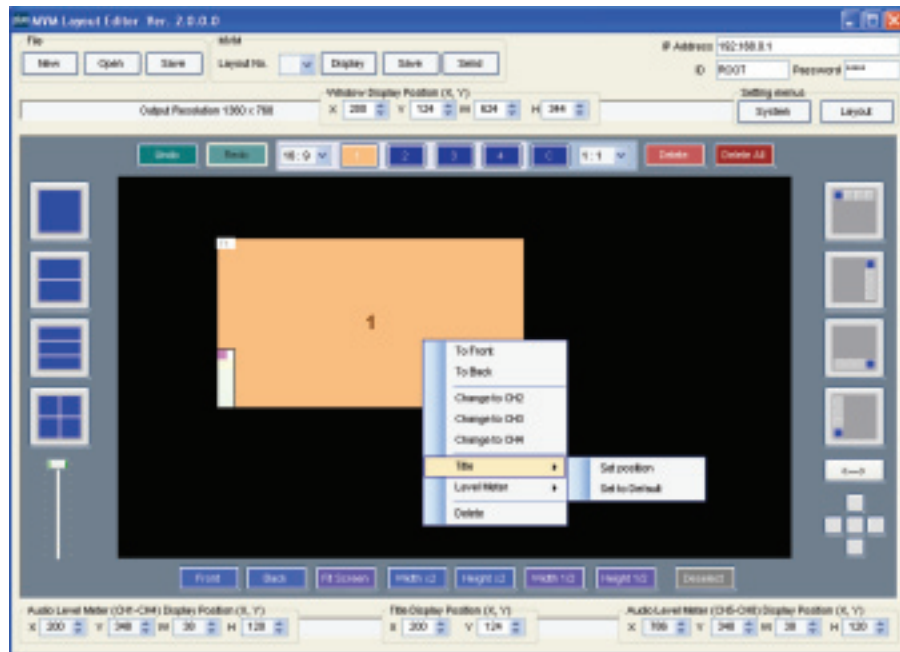 MVM Layout Editor Ver. 2.0.0.0
File
New Open Save
MVM
Layout No. Display Save Send
IP Address 192.168.0.1
ID ROOT Password ****
Output Resolution 1360 x 768
Window Display Position (X, Y)
X 200 Y 124 W 624 H 344
Setting menus
System Layout
Undo Redo 16:9 1 2 3 4 C 1:1 Delete Delete All
T1
1
To Front
To Back
Change to CH2
Change to CH3
Change to CH4
Title
Set position
Level Meter
Set to Default
Delete
Front Back Fit Screen Width x2 Height x2 Width 1/2 Height 1/2 Deselect
Audio Level Meter (CH1-CH4) Display Position (X, Y)
X 200 Y 348 W 30 H 120
Title Display Position (X, Y)
X 200 Y 124
Audio Level Meter (CH5-CH8) Display Position (X, Y)
X 786 Y 348 W 30 H 120